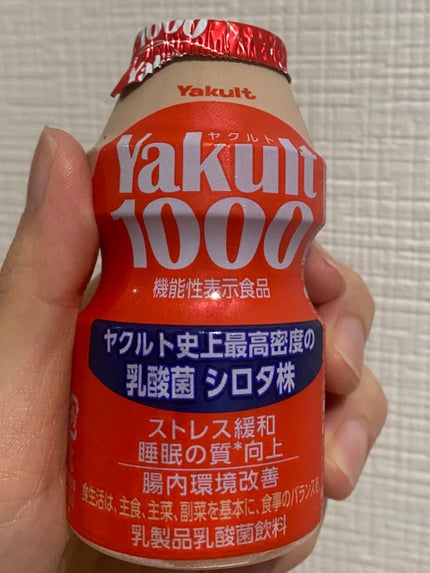 1000
Yakult
ヤクルト
Yakult
1000
機能性表示食品
ヤクルト史上最高密度の
乳酸菌 シロタ株
ストレス緩和
睡眠の質*向上
腸内環境改善
食生活は、主食、主菜、副菜を基本に、食事のバランスを
乳製品乳酸菌飲料